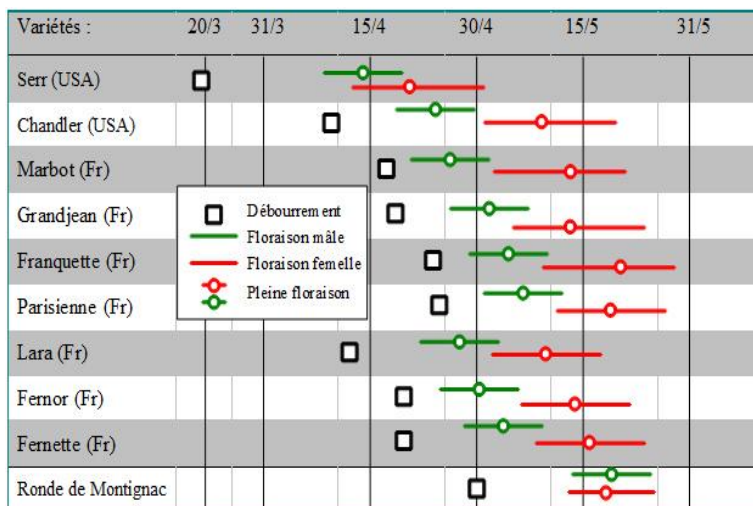 Variétés : 20/3 31/3 15/4 30/4 15/5 31/5
Serr (USA)
Chandler (USA)
Marbot (Fr)
Grandjean (Fr)
Franquette (Fr)
Parisienne (Fr)
Lara (Fr)
Fernor (Fr)
Fernette (Fr)
Ronde de Montignac
Débourrement
Floraison mâle
Floraison femelle
Pleine floraison